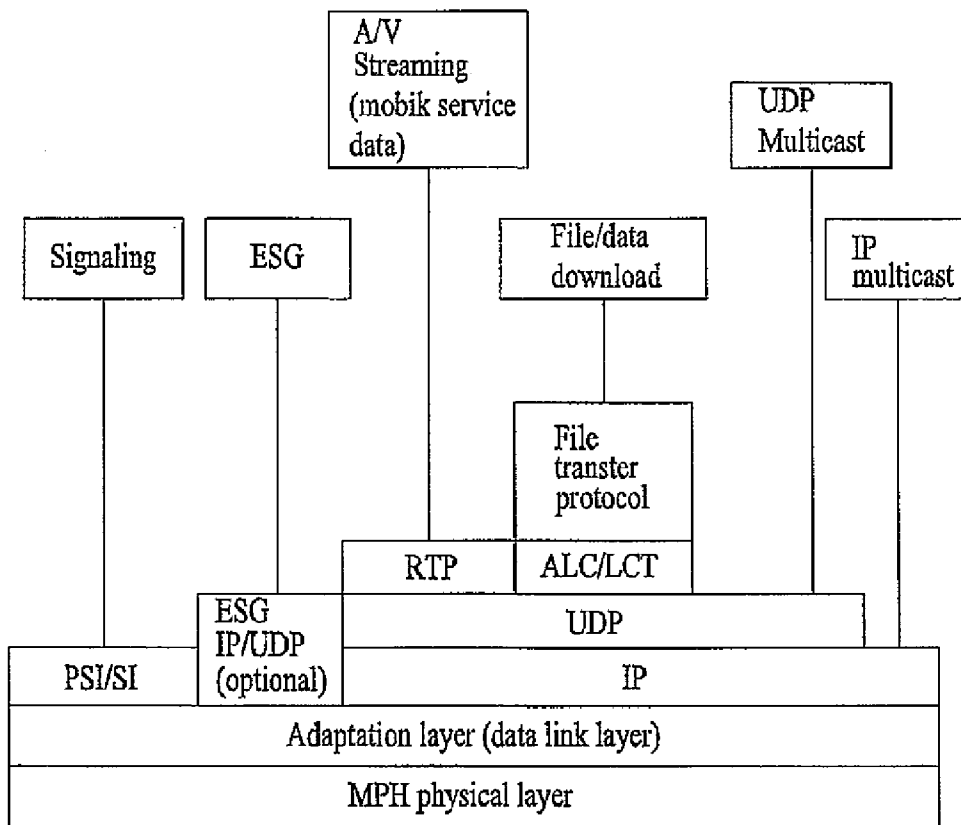 A/V
Streaming
(mobik service
data)
UDP
Multicast
Signaling
ESG
File/data
download
IP
multicast
File
transter
protocol
RTP
ALC/LCT
ESG
IP/UDP
(optional)
UDP
PSI/SI
IP
Adaptation layer (data link layer)
MPH physical layer